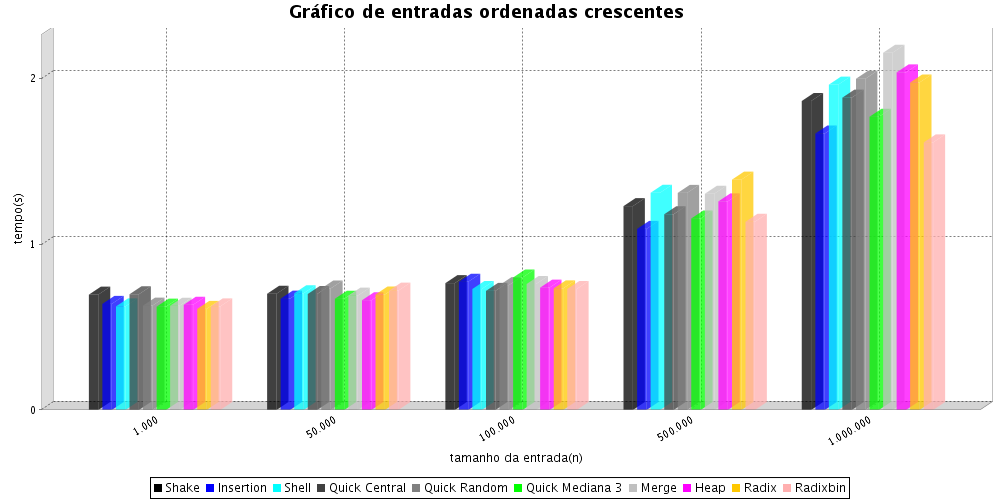 Gráfico de entradas ordenadas crescentes
tempo(s)
2
1
0
1.000
50.000
100.000
500.000
1.000.000
tamanho da entrada(n)
Shake Insertion Shell Quick Central Quick Random Quick Mediana 3 Merge Heap Radix Radixbin